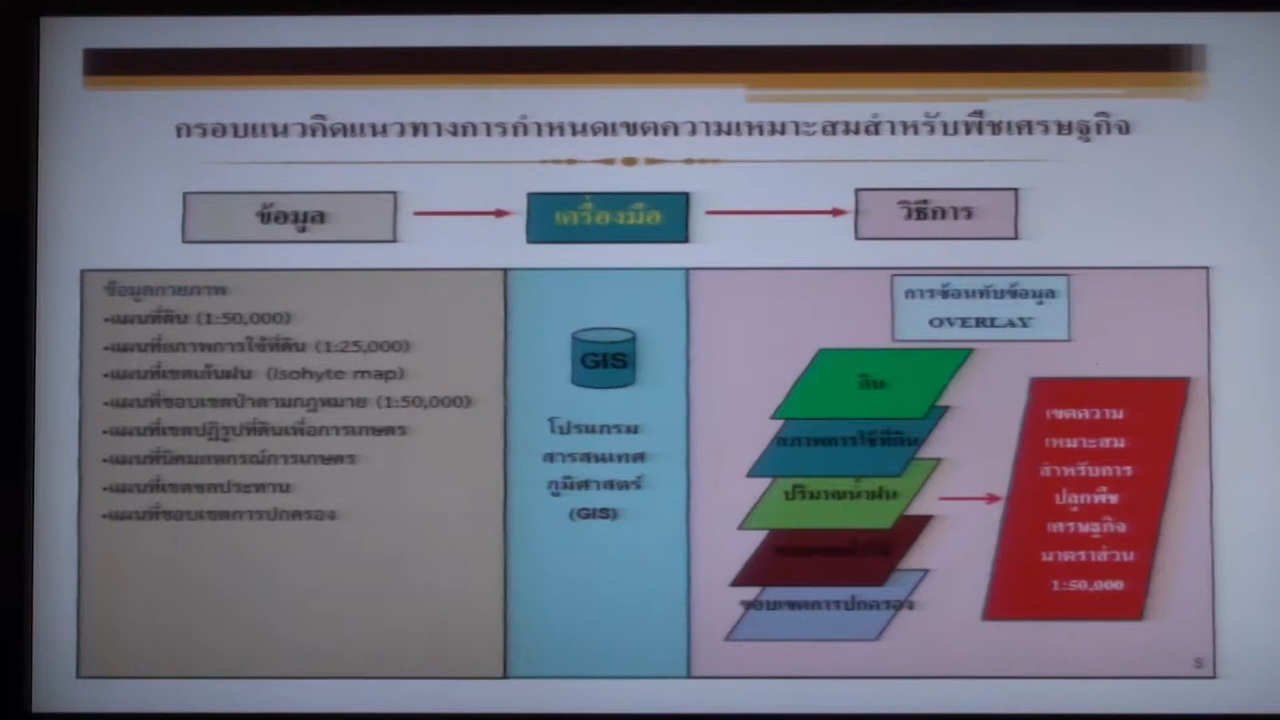 กรอบแนวคิดแนวทางการกำหนดเขตความเหมาะสมสำหรับพืชเศรษฐกิจ
ข้อมูล
เครื่องมือ
วิธีการ
ข้อมูลกายภาพ
•แผนที่ดิน (1:50,000)
•แผนที่สภาพการใช้ที่ดิน (1:25,000)
•แผนที่เขตเส้นฝน (Isohyte map)
•แผนที่ขอบเขตป่าตามกฎหมาย (1:50,000)
•แผนที่เขตปฏิรูปที่ดินเพื่อการเกษตร
•แผนที่นิคมสหกรณ์การเกษตร
•แผนที่เขตชลประทาน
•แผนที่ขอบเขตการปกครอง
GIS
โปรแกรม
สารสนเทศ
ภูมิศาสตร์
(GIS)
การซ้อนทับข้อมูล
OVERLAY
ดิน
สภาพการใช้ที่ดิน
ปริมาณน้ำฝน
ขอบเขตการปกครอง
เขตความ
เหมาะสม
สำหรับการ
ปลูกพืช
เศรษฐกิจ
มาตราส่วน
1:50,000